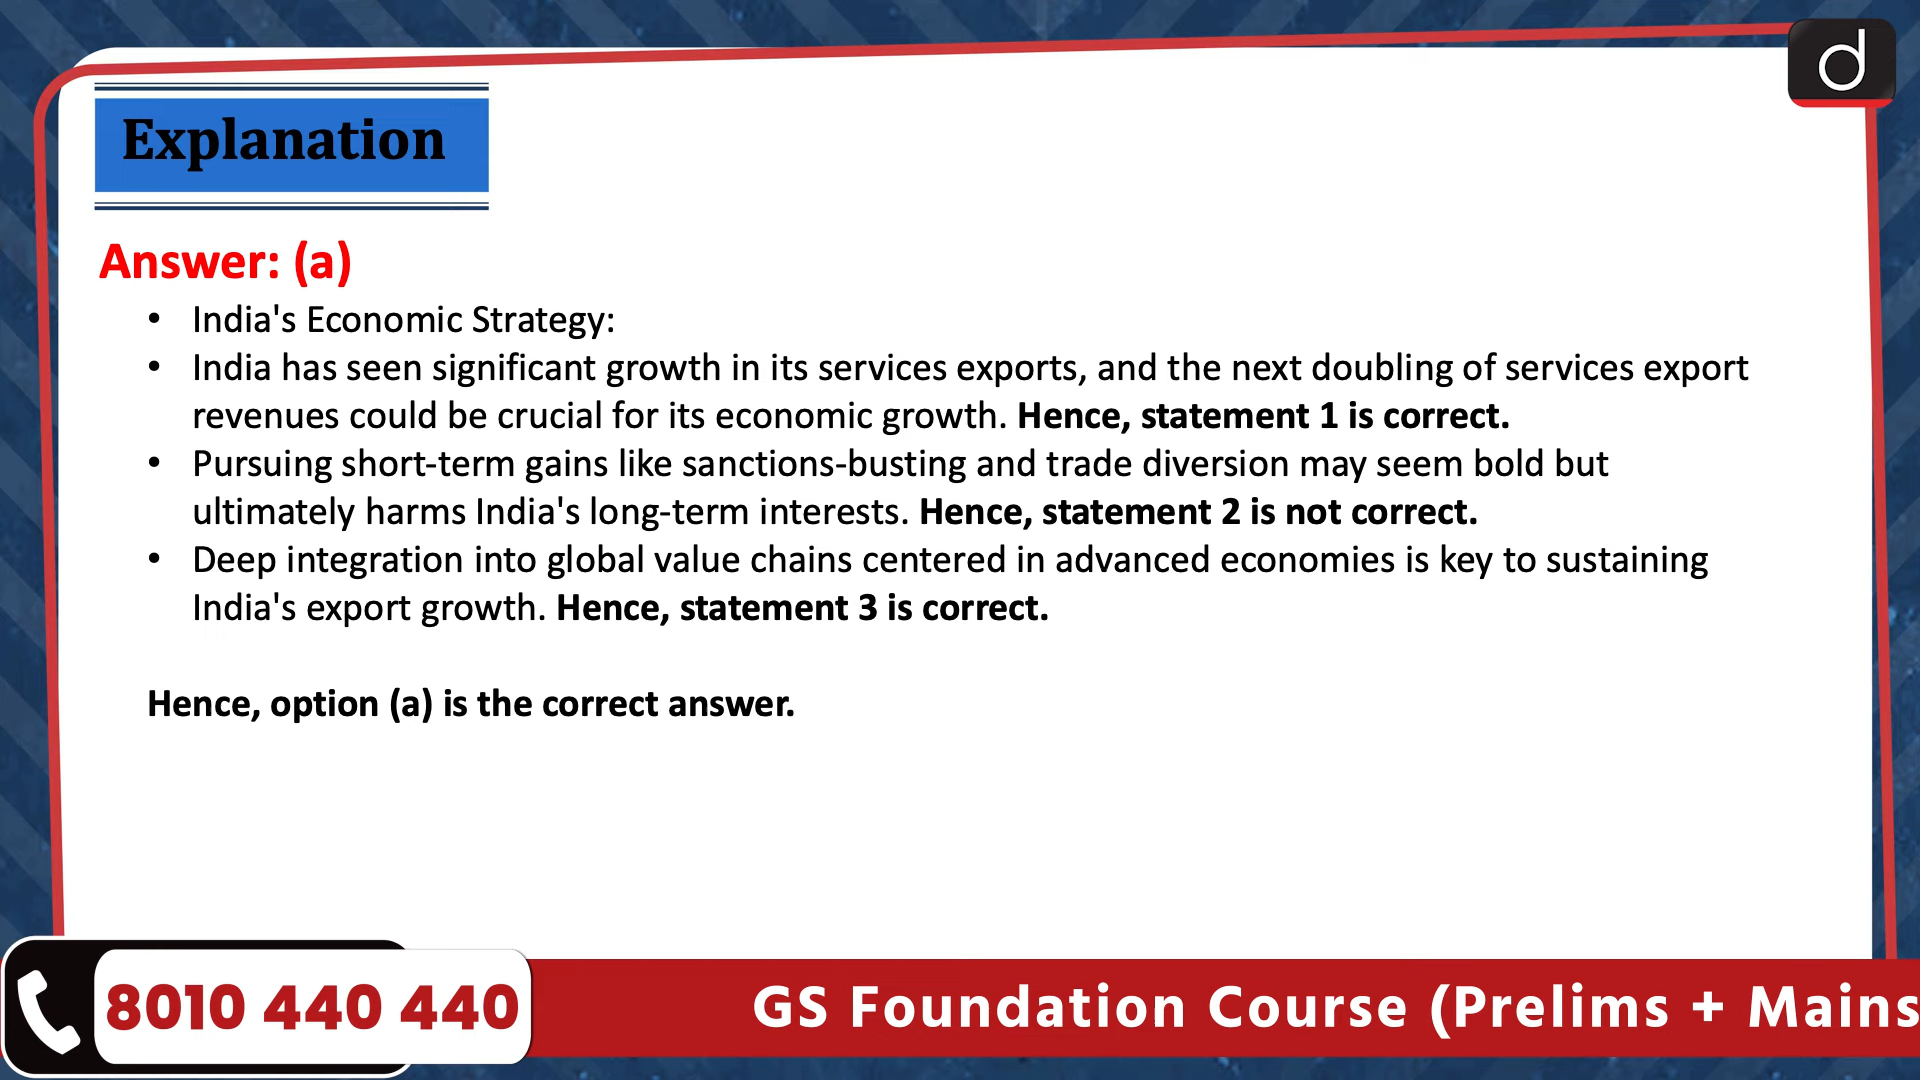 d
Explanation
Answer: (a)
• India's Economic Strategy:
• India has seen significant growth in its services exports, and the next doubling of services export
revenues could be crucial for its economic growth. Hence, statement 1 is correct.
• Pursuing short-term gains like sanctions-busting and trade diversion may seem bold but
ultimately harms India's long-term interests. Hence, statement 2 is not correct.
• Deep integration into global value chains centered in advanced economies is key to sustaining
India's export growth. Hence, statement 3 is correct.
Hence, option (a) is the correct answer.
8010 440 440
GS Foundation Course (Prelims + Mains